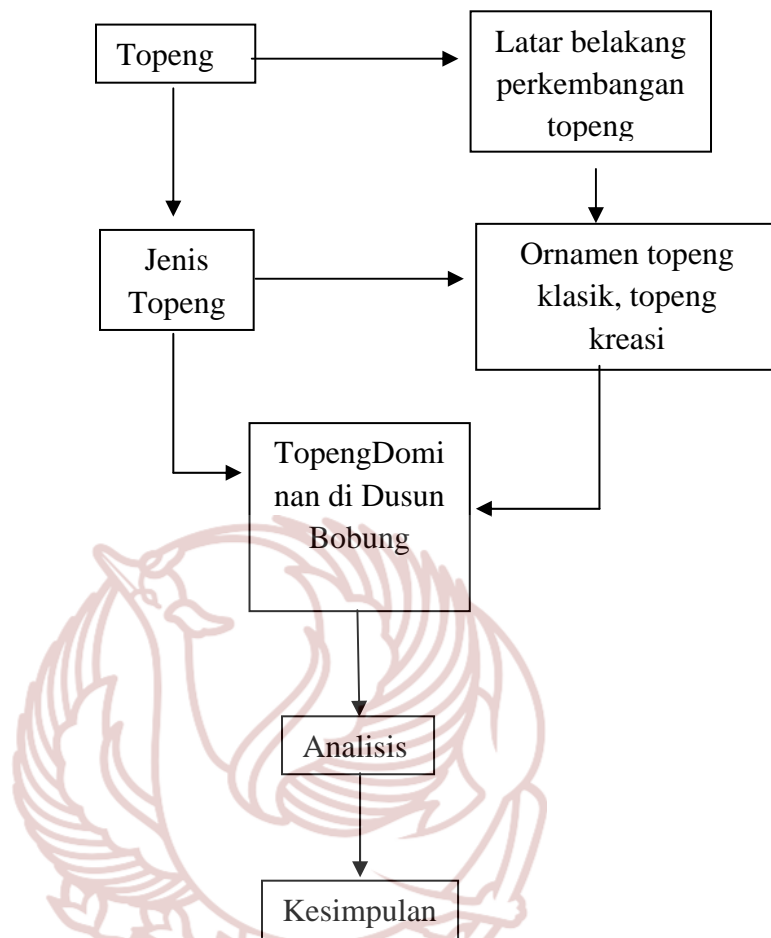 Topeng
Latar belakang
perkembangan
topeng
Jenis
Topeng
Ornamen topeng
klasik, topeng
kreasi
TopengDomi
nan di Dusun
Bobung
Analisis
Kesimpulan